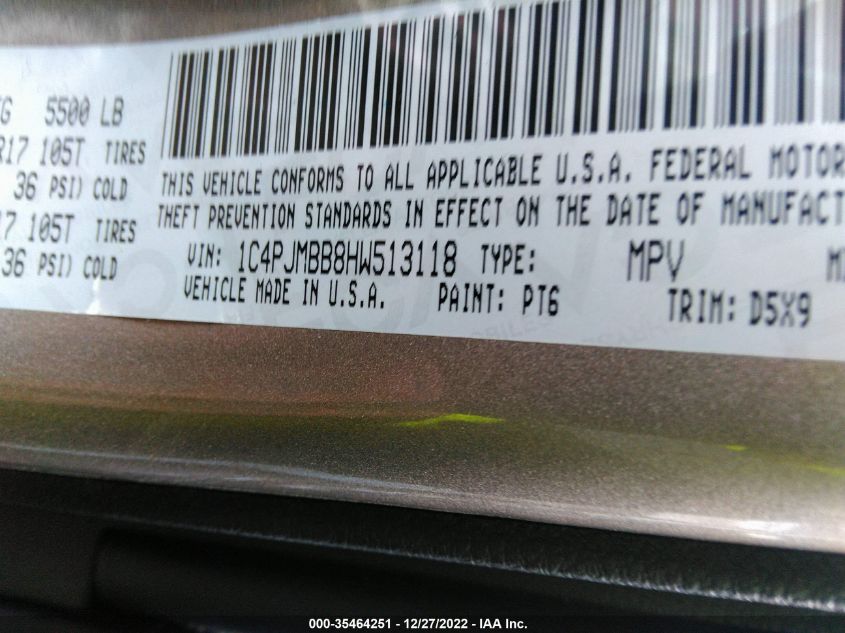 5500 LB
R17 105T TIRES
36 PSI) COLD
17 105T TIRES
36 PSI) COLD
THIS VEHICLE CONFORMS TO ALL APPLICABLE U.S.A. FEDERAL MOTOR
THEFT PREVENTION STANDARDS IN EFFECT ON THE DATE OF MANUFACT
VIN: 1C4PJMBB8HW513118 TYPE: MPV
VEHICLE MADE IN U.S.A. PAINT: PT6 TRIM: D5X9
000-35464251 - 12/27/2022 - IAA Inc.